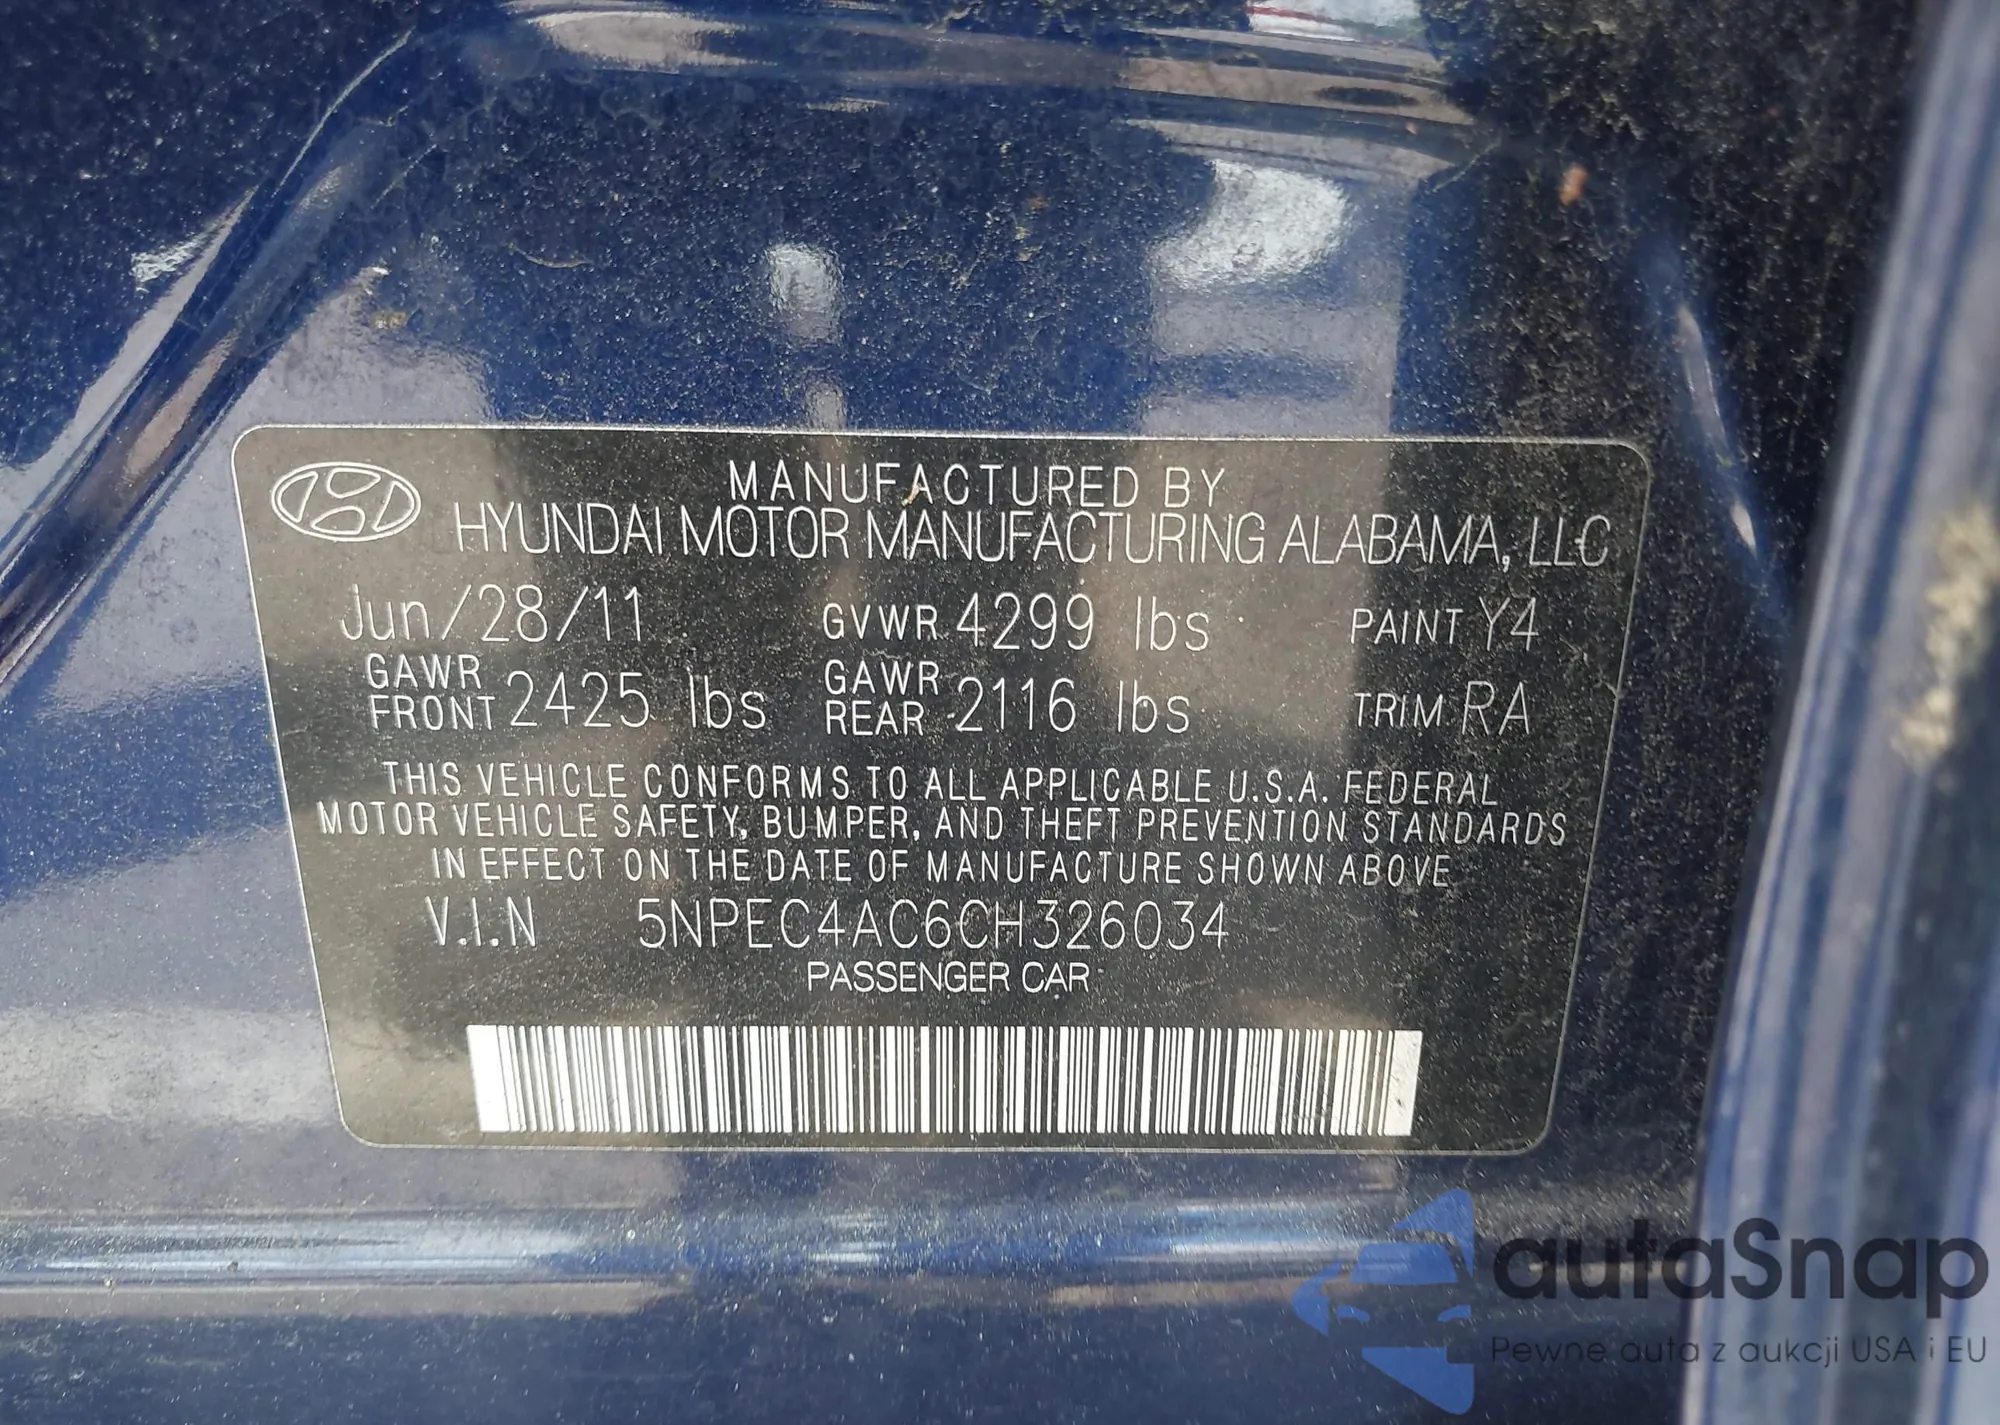 MANUFACTURED BY
HYUNDAI MOTOR MANUFACTURING ALABAMA, LLC
Jun/28/11 GVWR 4299 lbs PAINT Y4
GAWR FRONT 2425 lbs GAWR REAR 2116 lbs TRIM RA
THIS VEHICLE CONFORMS TO ALL APPLICABLE U.S.A. FEDERAL
MOTOR VEHICLE SAFETY, BUMPER, AND THEFT PREVENTION STANDARDS
IN EFFECT ON THE DATE OF MANUFACTURE SHOWN ABOVE
V.I.N 5NPEC4AC6CH326034
PASSENGER CAR
autaSnap
Pewne auta z aukcji USA i EU